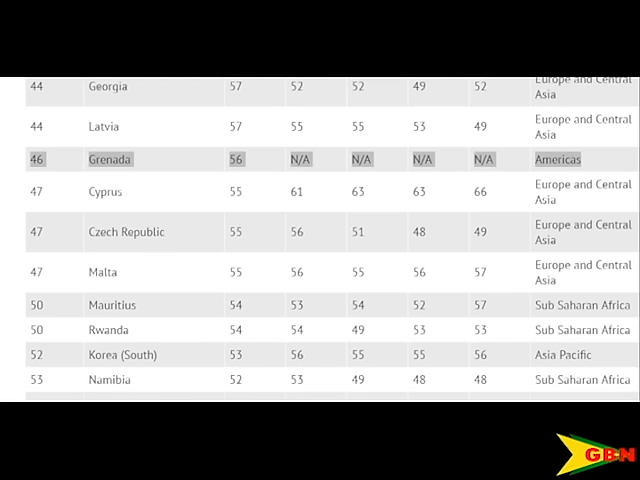 44 Georgia 57 52 52 49 52 Europe and Central
Asia
44 Latvia 57 55 55 53 49 Europe and Central
Asia
46 Grenada 56 N/A N/A N/A N/A Americas
47 Cyprus 55 61 63 63 66 Europe and Central
Asia
47 Czech Republic 55 56 51 48 49 Europe and Central
Asia
47 Malta 55 56 55 56 57 Europe and Central
Asia
50 Mauritius 54 53 54 52 57 Sub Saharan Africa
50 Rwanda 54 54 49 53 53 Sub Saharan Africa
52 Korea (South) 53 56 55 55 56 Asia Pacific
53 Namibia 52 53 49 48 48 Sub Saharan Africa
GBN